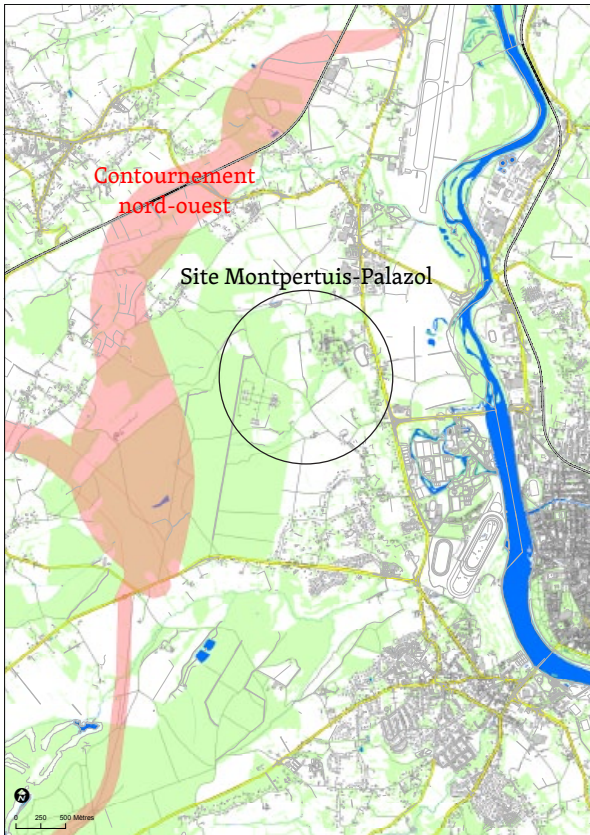 Contournement
nord-ouest
Site Montpertuis-Palazol
N
0 250 500 Mètres